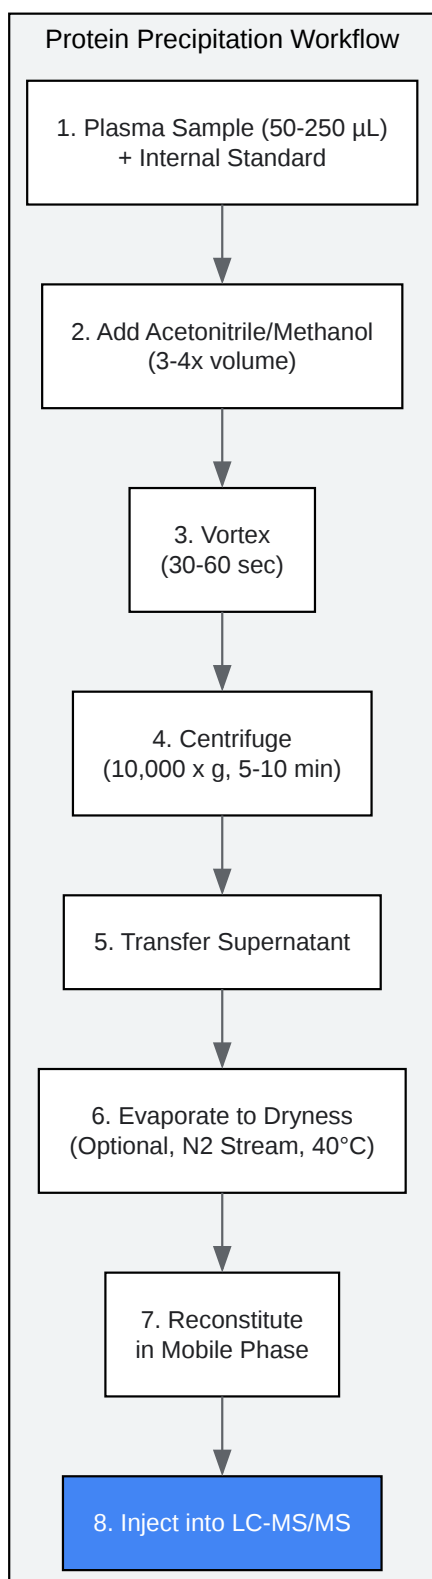 Protein Precipitation Workflow
1. Plasma Sample (50-250 µL)
+ Internal Standard
2. Add Acetonitrile/Methanol
(3-4x volume)
3. Vortex
(30-60 sec)
4. Centrifuge
(10,000 x g, 5-10 min)
5. Transfer Supernatant
6. Evaporate to Dryness
(Optional, N2 Stream, 40°C)
7. Reconstitute
in Mobile Phase
8. Inject into LC-MS/MS